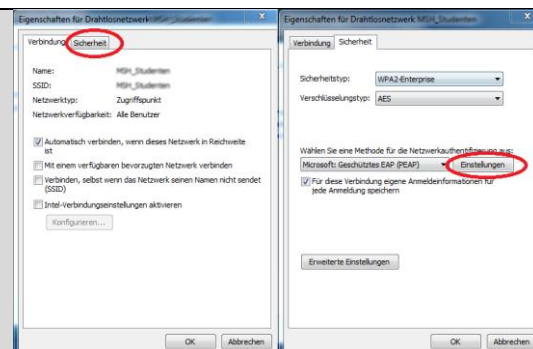 Eigenschaften für Drahtlosnetzwerk MSH_Studenten
Verbindung Sicherheit
Name: MSH_Studenten
SSID: MSH_Studenten
Netzwerktyp: Zugriffspunkt
Netzwerkverfügbarkeit: Alle Benutzer
Automatisch verbinden, wenn dieses Netzwerk in Reichweite
ist
Mit einem verfügbaren bevorzugten Netzwerk verbinden
Verbinden, selbst wenn das Netzwerk seinen Namen nicht sendet
(SSID)
Intel-Verbindungseinstellungen aktivieren
Konfigurieren...
OK Abbrechen
Eigenschaften für Drahtlosnetzwerk MSH_Studenten
Verbindung Sicherheit
Sicherheitstyp: WPA2-Enterprise
Verschlüsselungstyp: AES
Wählen Sie eine Methode für die Netzwerkauthentifizierung aus:
Microsoft: Geschütztes EAP (PEAP) Einstellungen
Für diese Verbindung eigene Anmeldeinformationen für
jede Anmeldung speichern
Erweiterte Einstellungen
OK Abbrechen